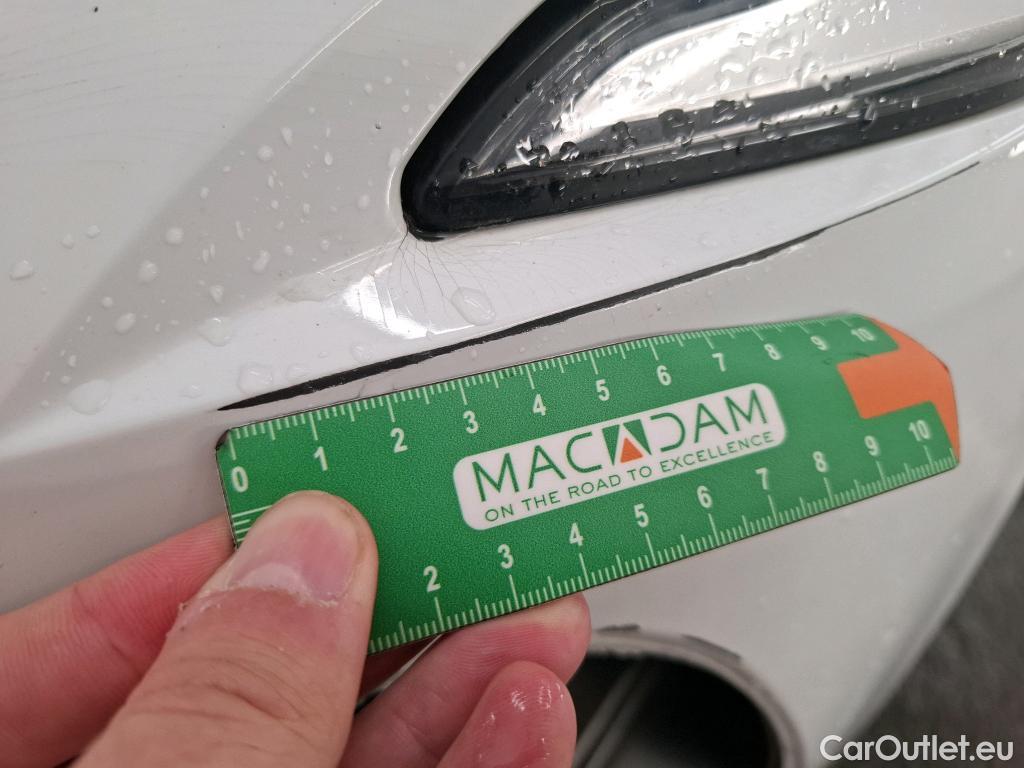 0 1 2 3 4 5 6 7 8 9 10
MACADAM
ON THE ROAD TO EXCELLENCE
2 3 4 5 6 7 8 9 10
CarOutlet.eu